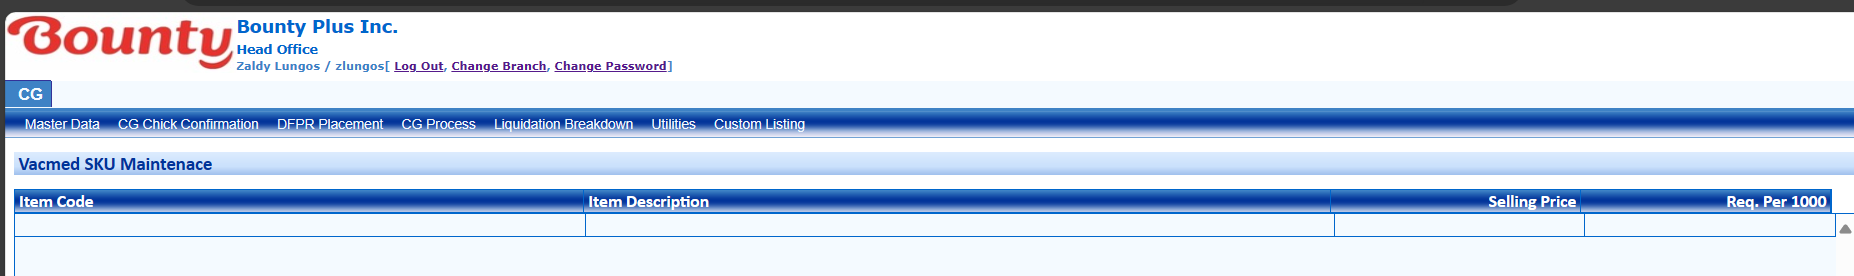 Bounty
Bounty Plus Inc.
Head Office
Zaldy Lungos / zlungos[ Log Out, Change Branch, Change Password]
CG
Master Data CG Chick Confirmation DFPR Placement CG Process Liquidation Breakdown Utilities Custom Listing
Vacmed SKU Maintenace
Item Code Item Description Selling Price Req. Per 1000